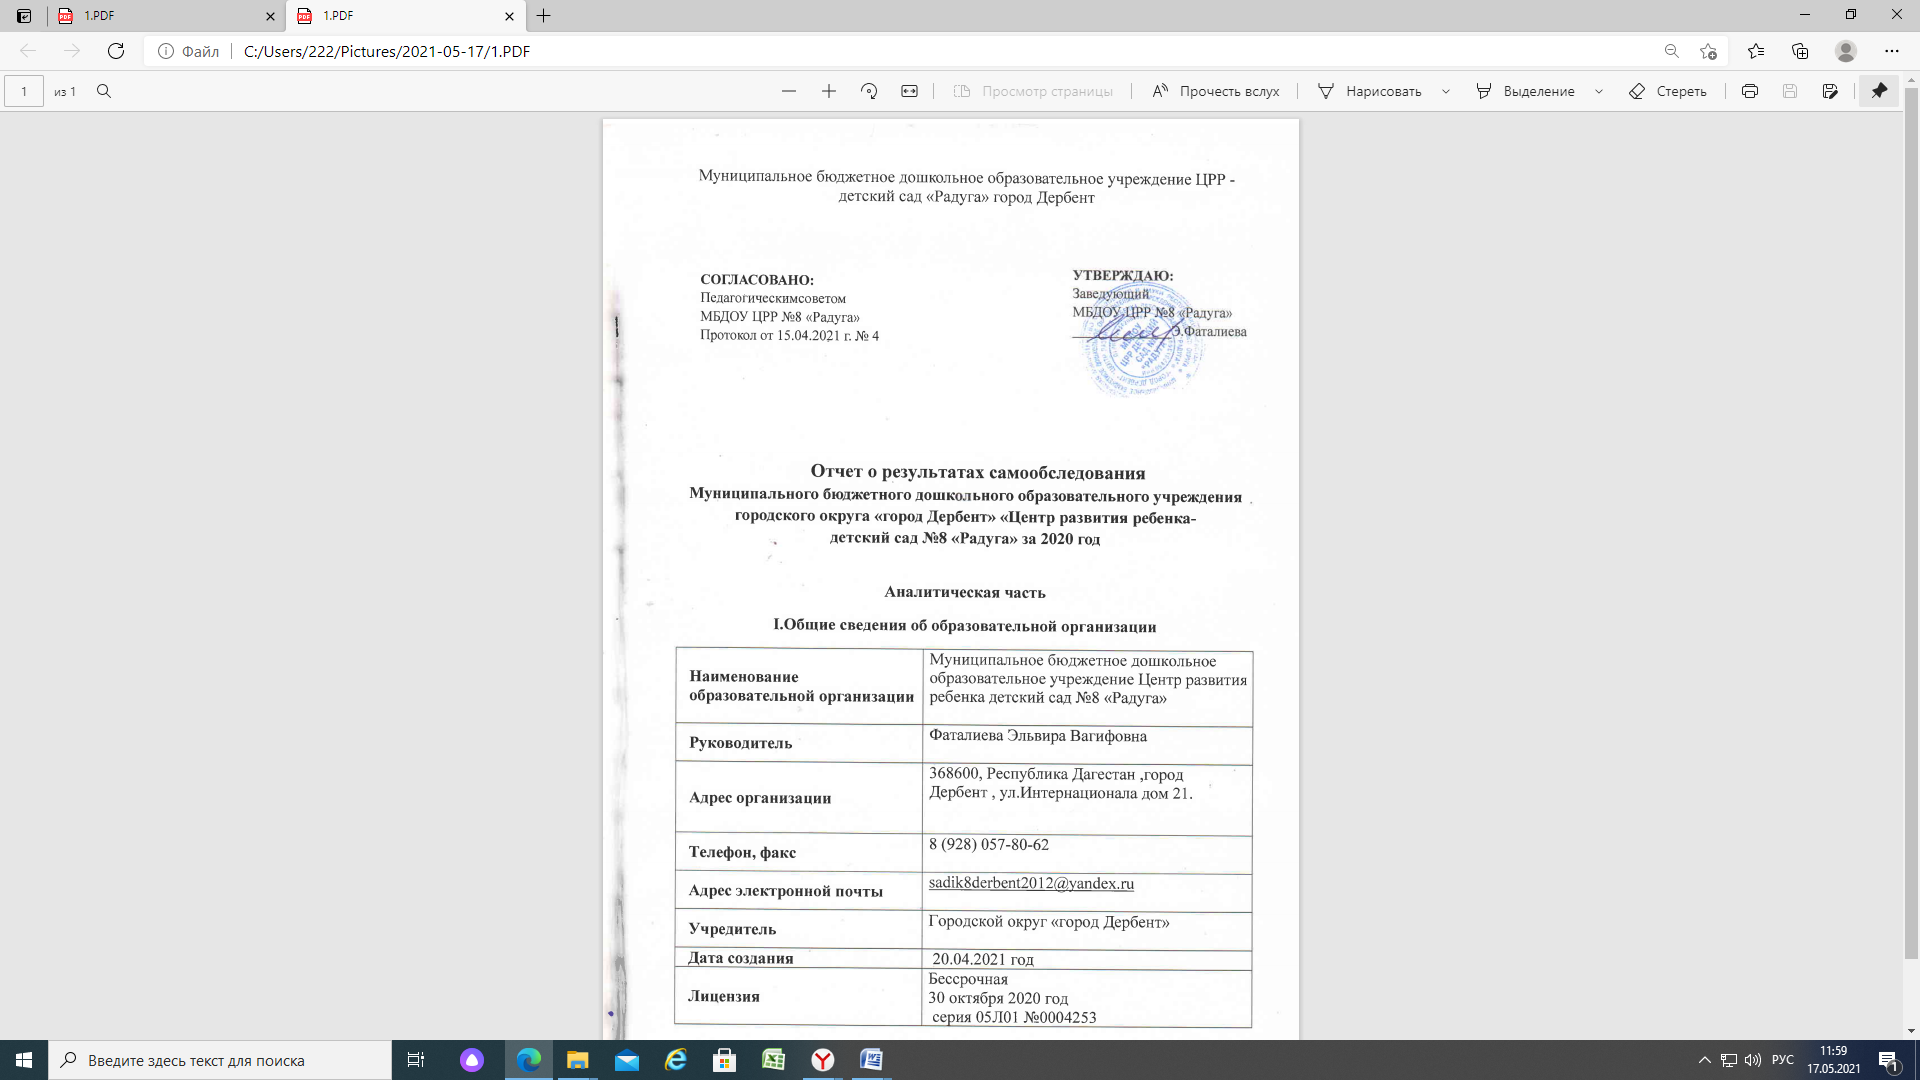 1.PDF
1.PDF
Файл C:/Users/222/Pictures/2021-05-17/1.PDF
1 из 1 Просмотр страницы Прочесть вслух Нарисовать Выделение Стереть
Муниципальное бюджетное дошкольное образовательное учреждение ЦРР -
детский сад «Радуга» город Дербент
СОГЛАСОВАНО:
Педагогическимсоветом
МБДОУ ЦРР №8 «Радуга»
Протокол от 15.04.2021 г. № 4
УТВЕРЖДАЮ:
Заведующий
МБДОУ ЦРР №8 «Радуга»
Э.Фаталиева
МБДОУ
ЦРР ДЕТСКИЙ
САД №8
«РАДУГА»
Отчет о результатах самообследования
Муниципального бюджетного дошкольного образовательного учреждения
городского округа «город Дербент» «Центр развития ребенка-
детский сад №8 «Радуга» за 2020 год
Аналитическая часть
I.Общие сведения об образовательной организации
Наименование
образовательной организации
Муниципальное бюджетное дошкольное
образовательное учреждение Центр развития
ребенка детский сад №8 «Радуга»
Руководитель
Фаталиева Эльвира Вагифовна
Адрес организации
368600, Республика Дагестан ,город
Дербент , ул.Интернационала дом 21.
Телефон, факс
8 (928) 057-80-62
Адрес электронной почты
sadik8derbent2012@yandex.ru
Учредитель
Городской округ «город Дербент»
Дата создания
20.04.2021 год
Лицензия
Бессрочная
30 октября 2020 год
серия 05Л01 №0004253
Введите здесь текст для поиска
РУС
11:59
17.05.2021
1